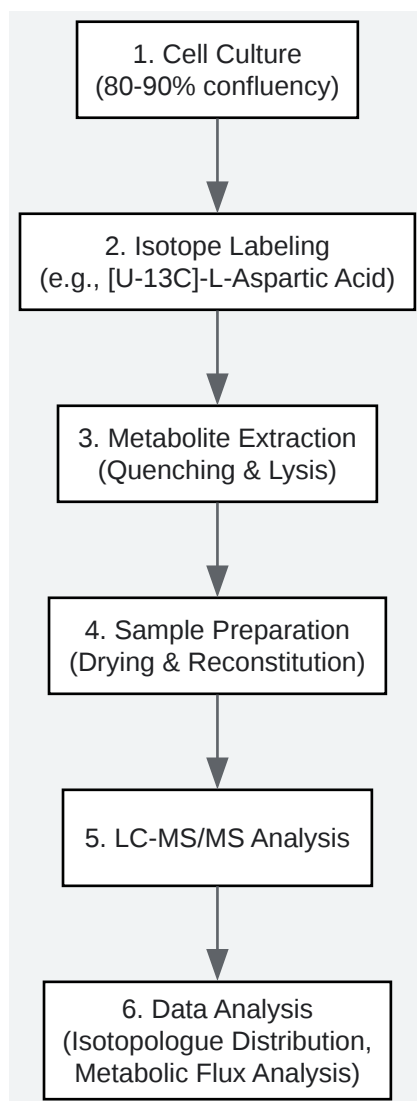 1. Cell Culture
(80-90% confluency)
2. Isotope Labeling
(e.g., [U-13C]-L-Aspartic Acid)
3. Metabolite Extraction
(Quenching & Lysis)
4. Sample Preparation
(Drying & Reconstitution)
5. LC-MS/MS Analysis
6. Data Analysis
(Isotopologue Distribution,
Metabolic Flux Analysis)